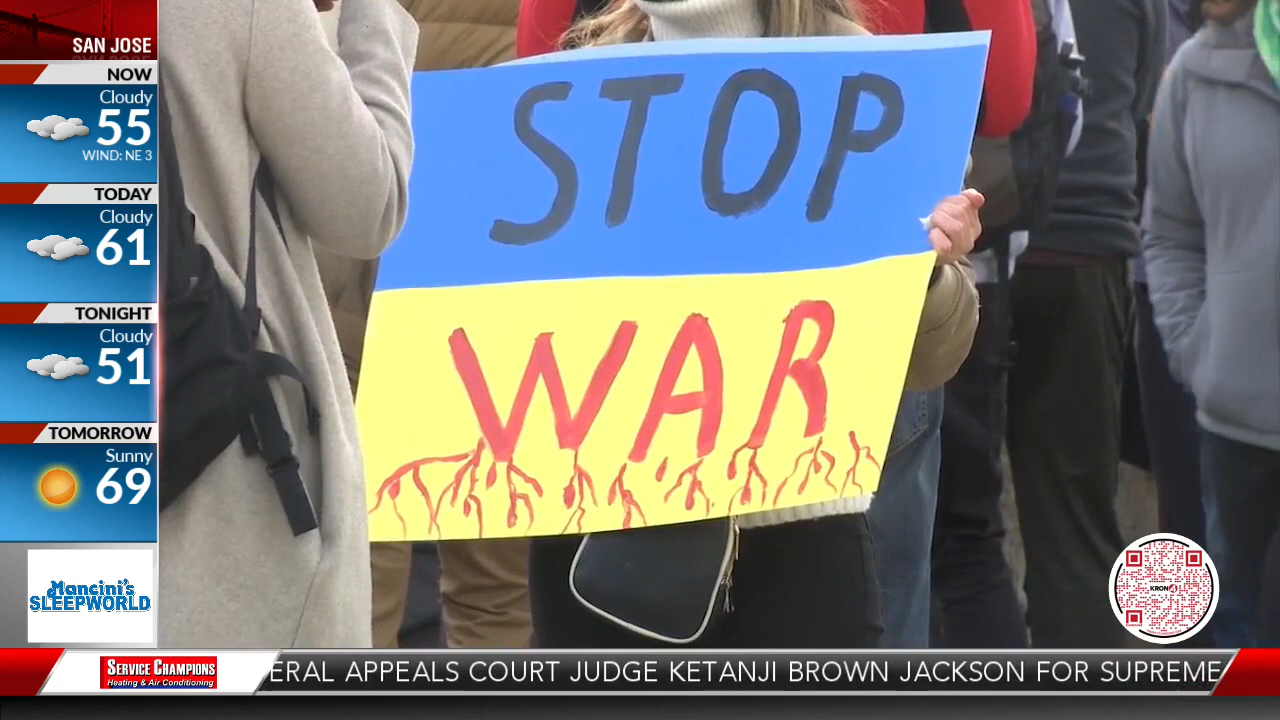 SAN JOSE
NOW
Cloudy
55
WIND: NE 3
TODAY
Cloudy
61
TONIGHT
Cloudy
51
TOMORROW
Sunny
69
Mancini's
SLEEPWORLD
STOP
WAR
KRON4
SERVICE CHAMPIONS
Heating & Air Conditioning
ERAL APPEALS COURT JUDGE KETANJI BROWN JACKSON FOR SUPREME